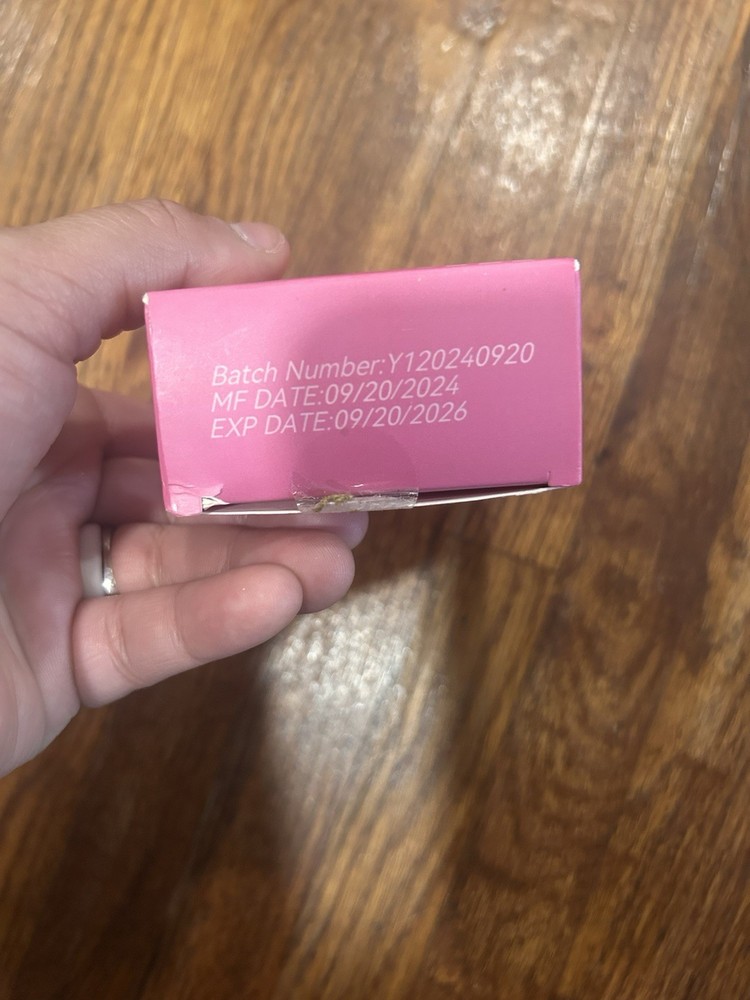 Batch Number:Y120240920
MF DATE:09/20/2024
EXP DATE:09/20/2026